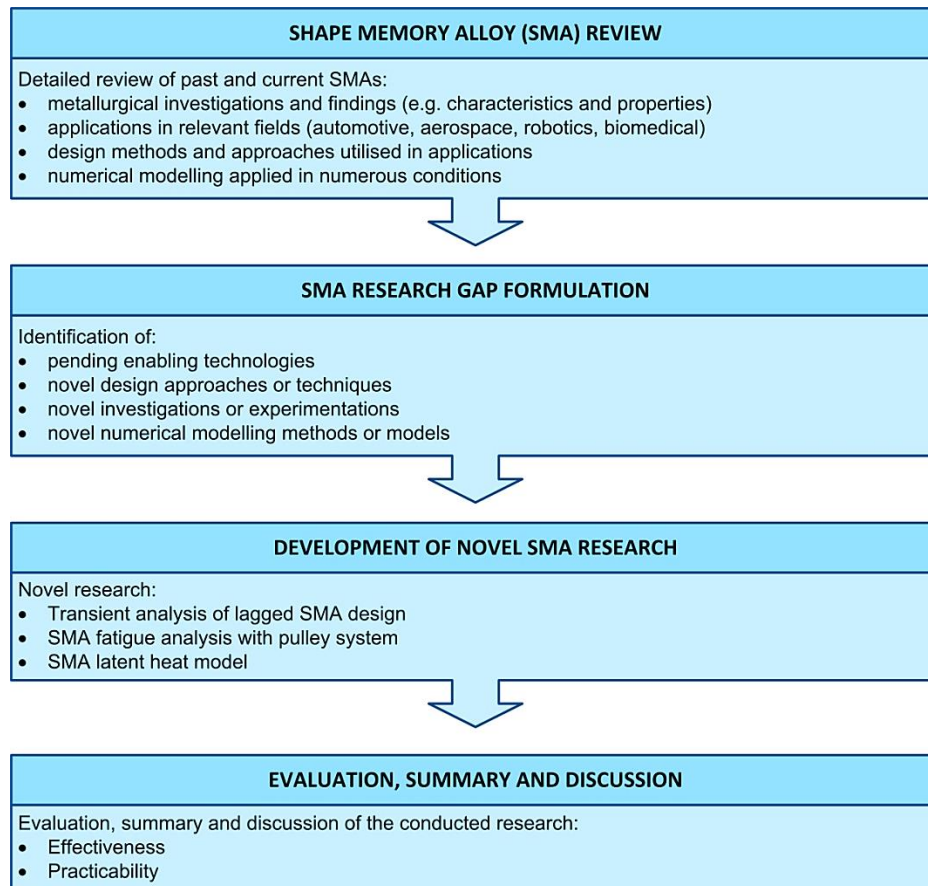 SHAPE MEMORY ALLOY (SMA) REVIEW
Detailed review of past and current SMAs:
• metallurgical investigations and findings (e.g. characteristics and properties)
• applications in relevant fields (automotive, aerospace, robotics, biomedical)
• design methods and approaches utilised in applications
• numerical modelling applied in numerous conditions
SMA RESEARCH GAP FORMULATION
Identification of:
• pending enabling technologies
• novel design approaches or techniques
• novel investigations or experimentations
• novel numerical modelling methods or models
DEVELOPMENT OF NOVEL SMA RESEARCH
Novel research:
• Transient analysis of lagged SMA design
• SMA fatigue analysis with pulley system
• SMA latent heat model
EVALUATION, SUMMARY AND DISCUSSION
Evaluation, summary and discussion of the conducted research:
• Effectiveness
• Practicability